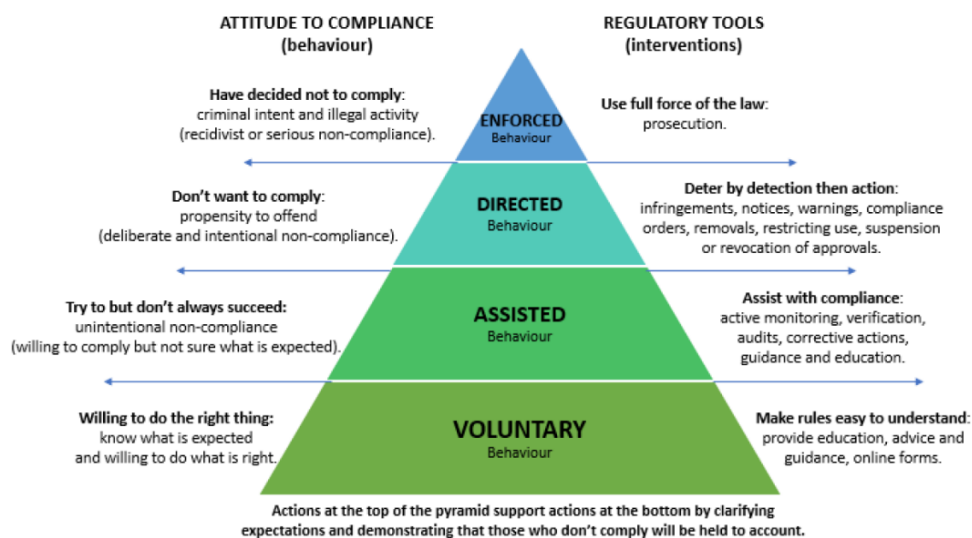 ATTITUDE TO COMPLIANCE
(behaviour)
REGULATORY TOOLS
(interventions)
Have decided not to comply:
criminal intent and illegal activity
(recidivist or serious non-compliance).
ENFORCED
Behaviour
Use full force of the law:
prosecution.
Don't want to comply:
propensity to offend
(deliberate and intentional non-compliance).
DIRECTED
Behaviour
Deter by detection then action:
infringements, notices, warnings, compliance
orders, removals, restricting use, suspension
or revocation of approvals.
Try to but don't always succeed:
unintentional non-compliance
(willing to comply but not sure what is expected).
ASSISTED
Behaviour
Assist with compliance:
active monitoring, verification,
audits, corrective actions,
guidance and education.
Willing to do the right thing:
know what is expected
and willing to do what is right.
VOLUNTARY
Behaviour
Make rules easy to understand:
provide education, advice and
guidance, online forms.
Actions at the top of the pyramid support actions at the bottom by clarifying
expectations and demonstrating that those who don't comply will be held to account.